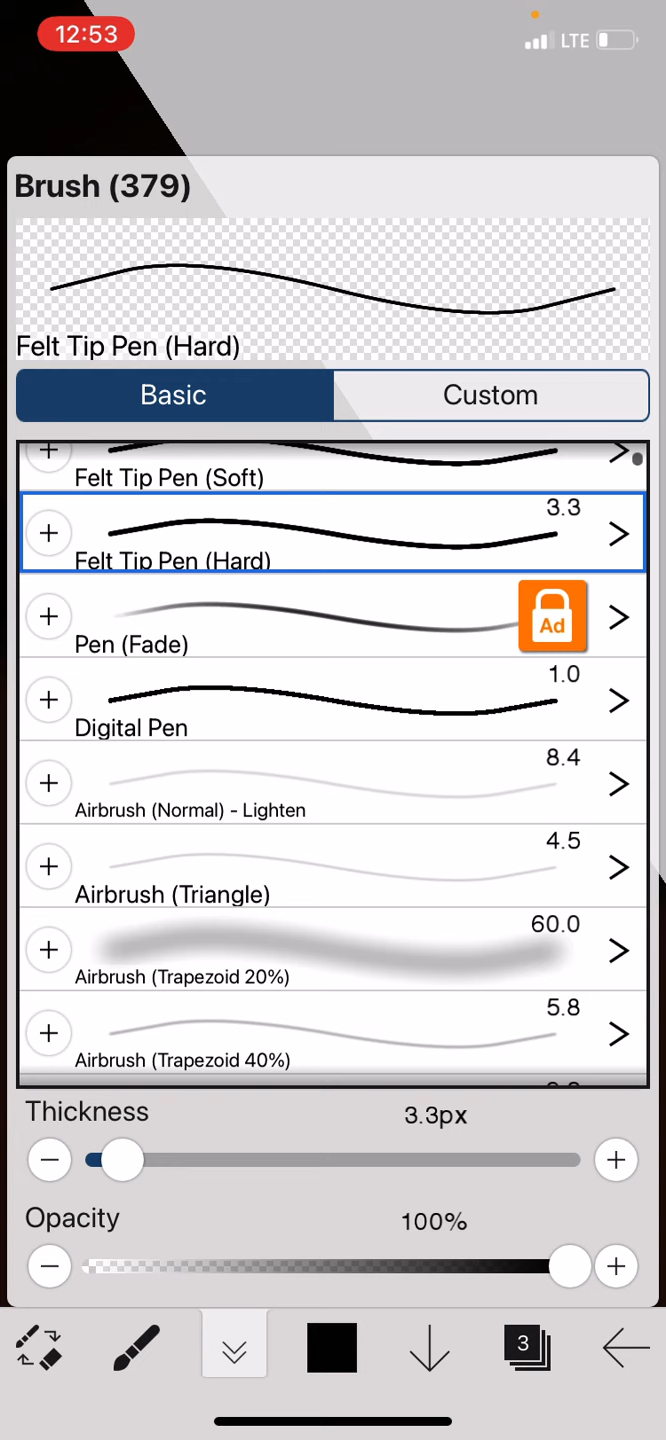 12:53
LTE
Brush (379)
Felt Tip Pen (Hard)
Basic
Custom
Felt Tip Pen (Soft)
3.3
Felt Tip Pen (Hard)
Ad
Pen (Fade)
1.0
Digital Pen
8.4
Airbrush (Normal) - Lighten
4.5
Airbrush (Triangle)
60.0
Airbrush (Trapezoid 20%)
5.8
Airbrush (Trapezoid 40%)
Thickness
3.3px
Opacity
100%
3